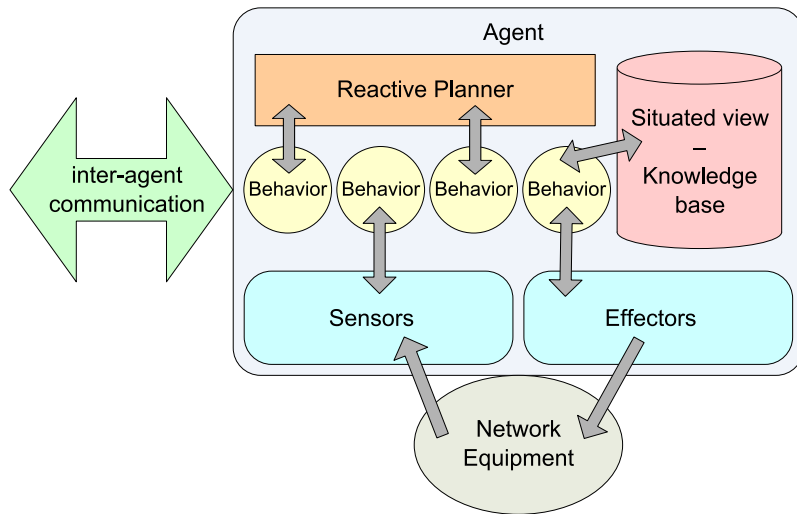 Agent
Reactive Planner
Situated view
–
Knowledge
base
inter-agent
communication
Behavior
Behavior
Behavior
Behavior
Sensors
Effectors
Network
Equipment